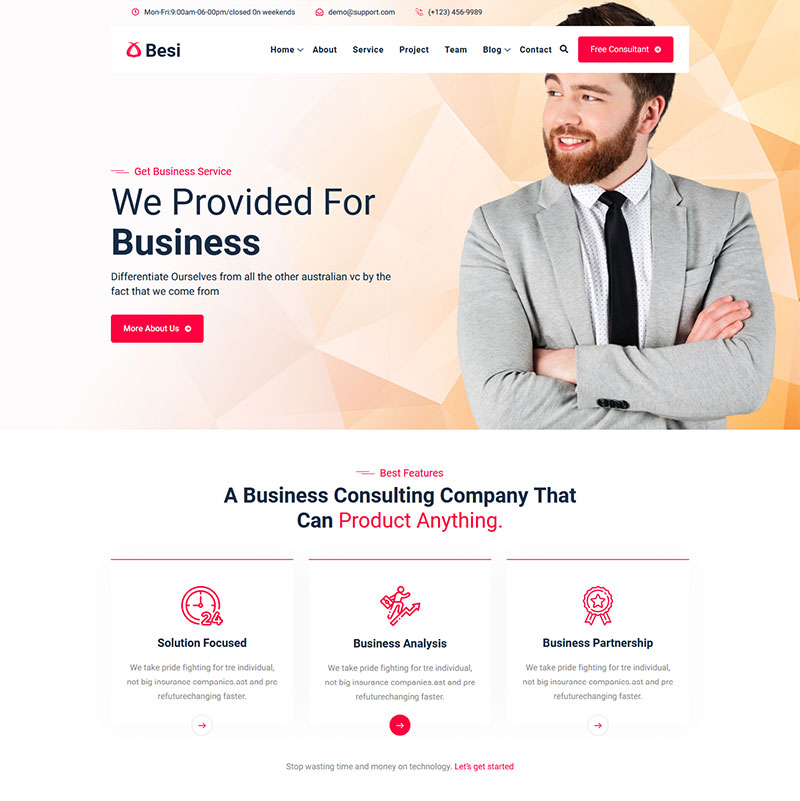 Mon-Fri:9:00am-06-00pm/closed 0n weekends demo@support.com (+123) 456-9989
Besi Home About Service Project Team Blog Contact Free Consultant
Get Business Service
We Provided For
Business
Differentiate Ourselves from all the other australian vc by the
fact that we come from
More About Us
Best Features
A Business Consulting Company That
Can Product Anything.
24
Solution Focused
We take pride fighting for tre individual,
not big insurance companies.ast and pre
refuturechanging faster.
Business Analysis
We take pride fighting for tre individual,
not big insurance companies.ast and pre
refuturechanging faster.
Business Partnership
We take pride fighting for tre individual,
not big insurance companies.ast and pre
refuturechanging faster.
Stop wasting time and money on technology. Let's get started